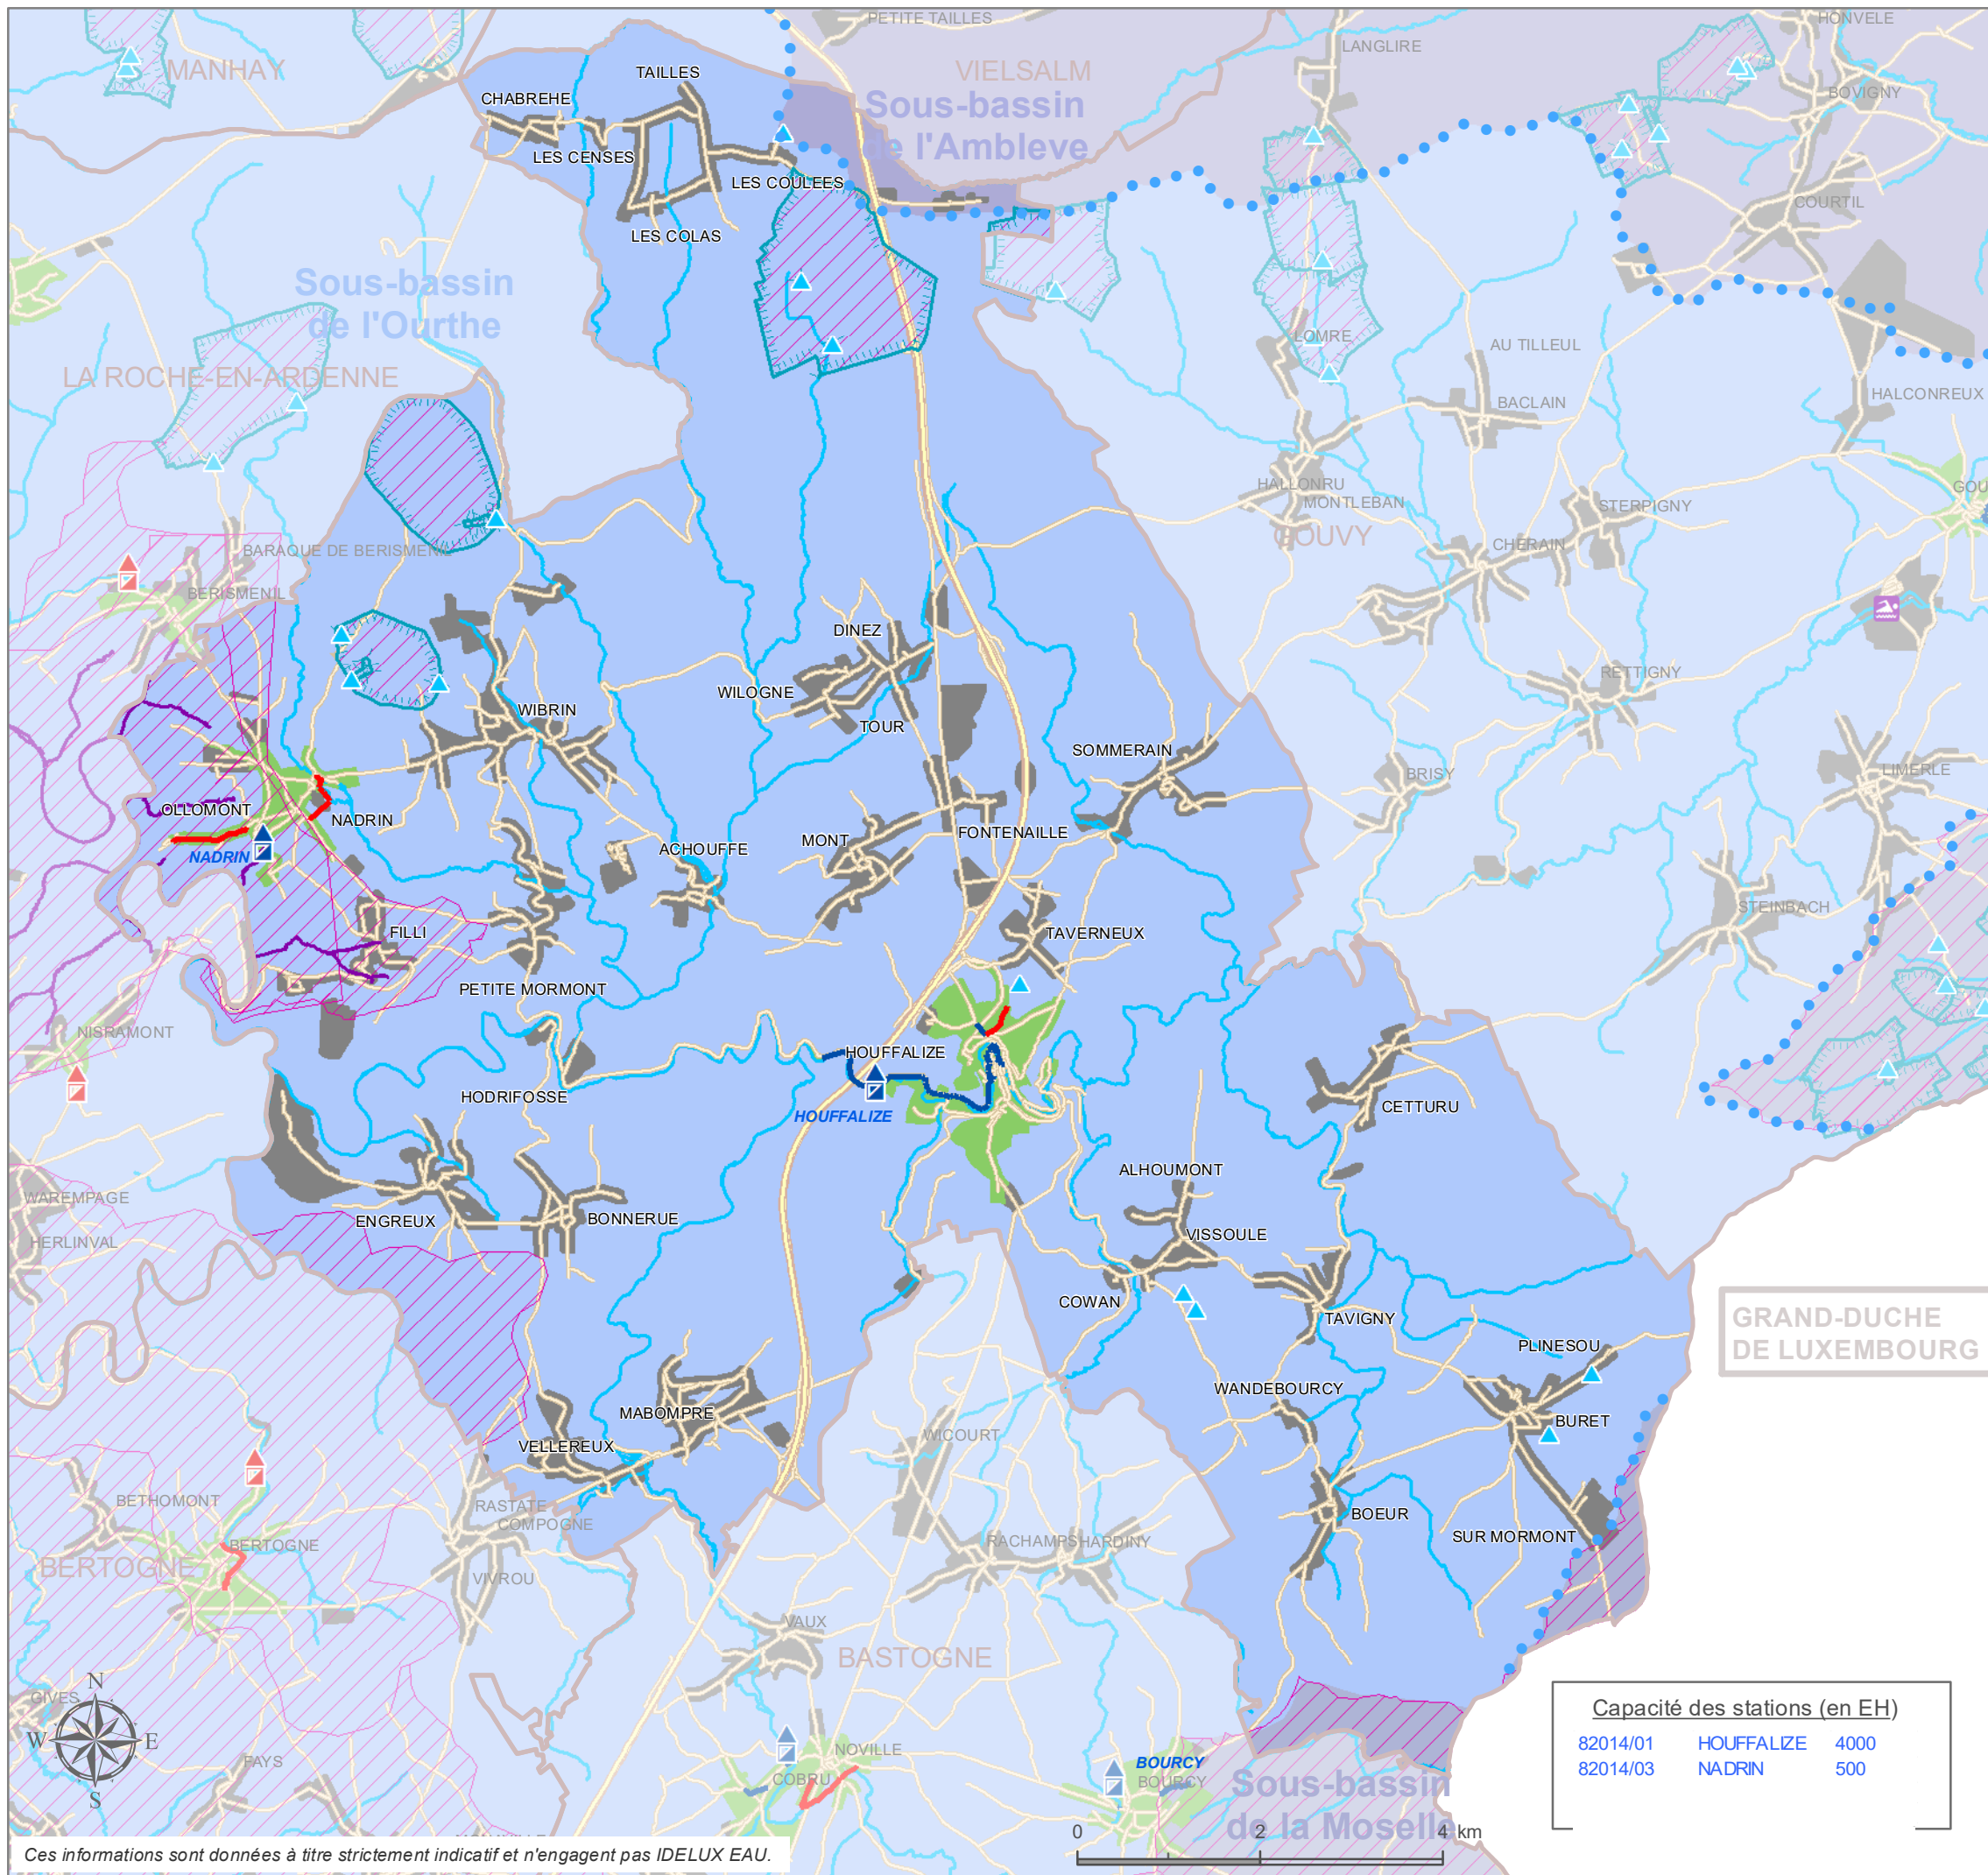 PETITE TAILLES
HONVELE
LANGLIRE
TAILLES
MANHAY
VIELSALM
CHABREHE
Sous-bassin
de l'Ambleve
BOVIGNY
LES CENSES
LES COULEES
COURTIL
LES COLAS
Sous-bassin
de l'Ourthe
LOMRE
AU TILLEUL
LA ROCHE-EN-ARDENNE
HALCONREUX
BACLAIN
HALLONRU
MONTLEBAN
STERPIGNY
GOUVY
CHERAIN
BARAQUE DE BERISMENIL
BERISMENIL
DINEZ
RETTIGNY
WILOGNE
WIBRIN
TOUR
SOMMERAIN
BRISY
LIMERLE
OLLOMONT
NADRIN
NADRIN
FONTENAILLE
MONT
ACHOUFFE
STEINBACH
FILLI
TAVERNEUX
PETITE MORMONT
NISRAMONT
HOUFFALIZE
HODRIFOSSE
HOUFFALIZE
CETTURU
ALHOUMONT
WAREMPAGE
ENGREUX
BONNERUE
VISSOULE
HERLINVAL
COWAN
TAVIGNY
GRAND-DUCHE
DE LUXEMBOURG
PLINESOU
WANDEBOURCY
MABOMPRE
BURET
VELLEREUX
WICOURT
BETHOMONT
RASTATE
COMPOGNE
BOEUR
SUR MORMONT
BERTOGNE
RACHAMPS
HARDINY
BERTOGNE
VIVROU
VAUX
BASTOGNE
N
GIVES
W
E
S
Capacité des stations (en EH)
82014/01 HOUFFALIZE 4000
82014/03 NADRIN 500
FAYS
NOVILLE
COBRU
BOURCY
BOURCY
Sous-bassin
de la Moselle
0 2 4 km
Ces informations sont données à titre strictement indicatif et n'engagent pas IDELUX EAU.